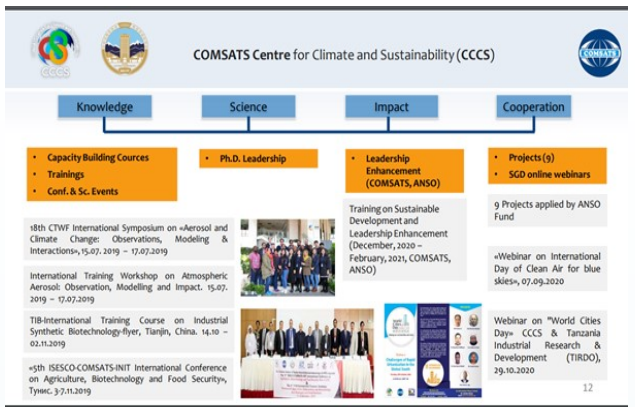 CCCS
COMSATS
COMSATS Centre for Climate and Sustainability (CCCS)
Knowledge
Science
Impact
Cooperation
• Capacity Building Cources
• Trainings
• Conf. & Sc. Events
• Ph.D. Leadership
• Leadership
Enhancement
(COMSATS, ANSO)
• Projects (9)
• SGD online webinars
18th CTWF International Symposium on «Aerosol and
Climate Change: Observations, Modeling &
Interactions», 15.07. 2019 – 17.07.2019
International Training Workshop on Atmospheric
Aerosol: Observation, Modelling and Impact. 15.07.
2019 – 17.07.2019
TIB-International Training Course on Industrial
Synthetic Biotechnology-flyer, Tianjin, China. 14.10 –
02.11.2019
«5th ISESCO-COMSATS-INIT International Conference
on Agriculture, Biotechnology and Food Security»,
Тунис. 3-7.11.2019
Training on Sustainable
Development and
Leadership Enhancement
(December, 2020 –
February, 2021, COMSATS,
ANSO)
9 Projects applied by ANSO
Fund
«Webinar on International
Day of Clean Air for blue
skies», 07.09.2020
Webinar on "World Cities
Day» CCCS & Tanzania
Industrial Research &
Development (TIRDO),
29.10.2020
12